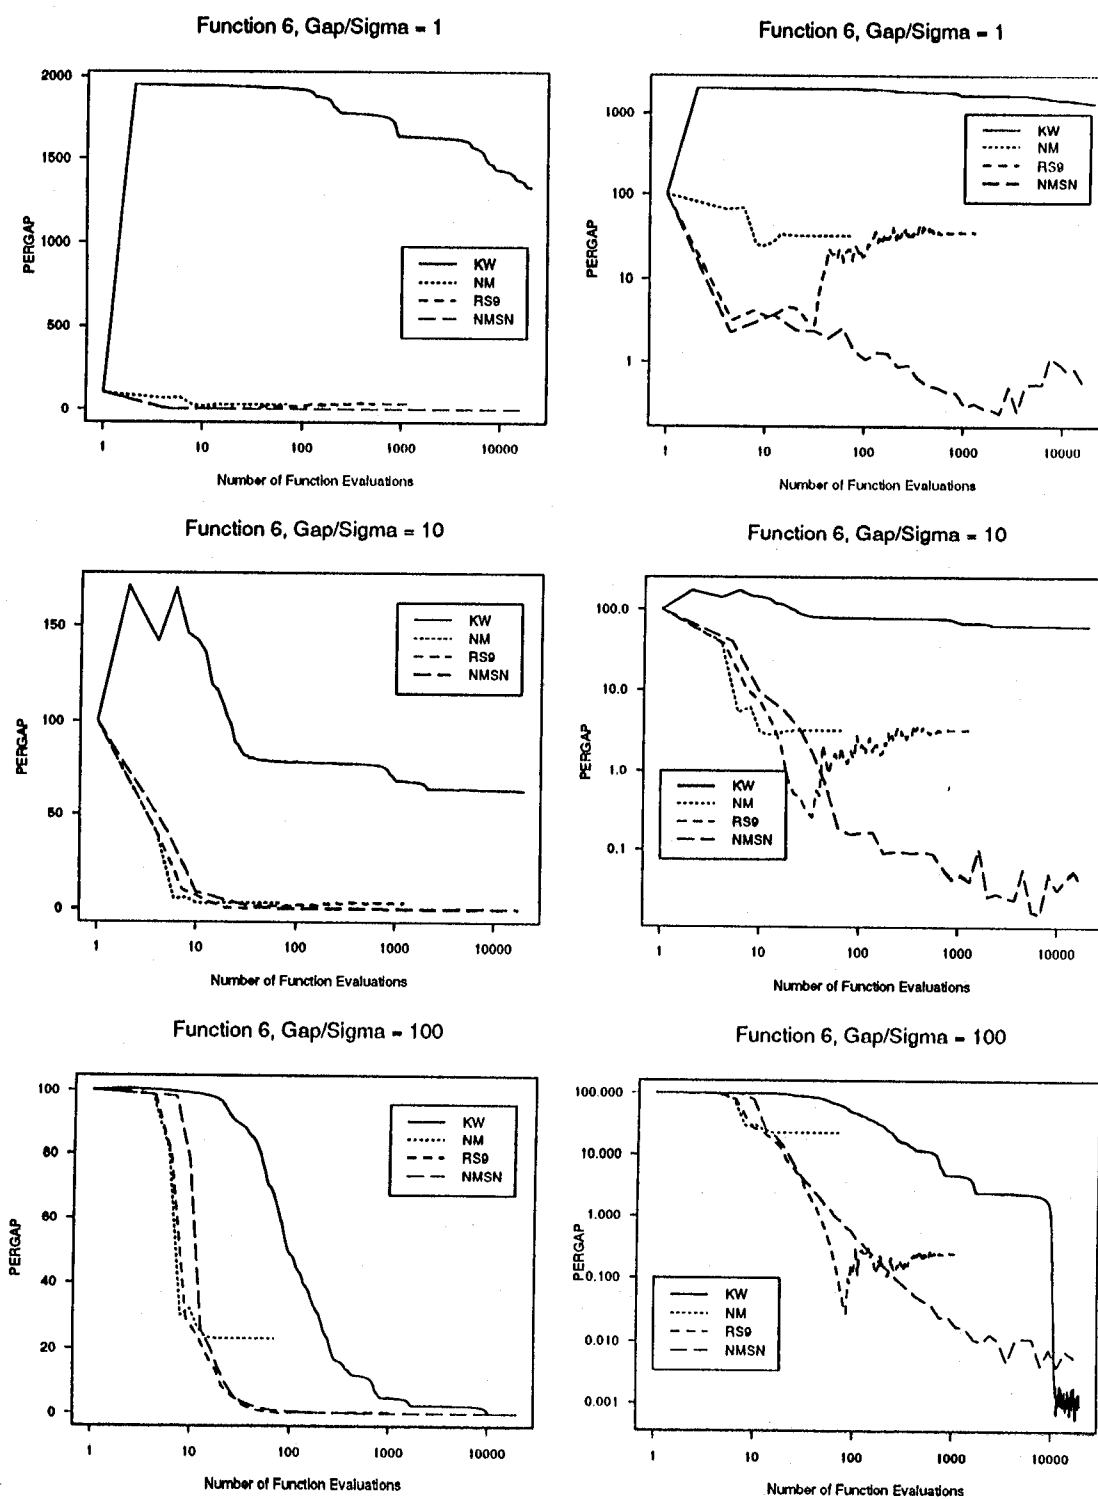 Function 6, Gap/Sigma = 1
2000
1500
1000
500
0
PERGAP
KW
NM
RS9
NMSN
1
10
100
1000
10000
Number of Function Evaluations
Function 6, Gap/Sigma = 1
1000
100
10
1
PERGAP
KW
NM
RS9
NMSN
1
10
100
1000
10000
Number of Function Evaluations
Function 6, Gap/Sigma = 10
150
100
50
0
PERGAP
KW
NM
RS9
NMSN
1
10
100
1000
10000
Number of Function Evaluations
Function 6, Gap/Sigma = 10
100.0
10.0
1.0
0.1
PERGAP
KW
NM
RS9
NMSN
1
10
100
1000
10000
Number of Function Evaluations
Function 6, Gap/Sigma = 100
100
80
60
40
20
0
PERGAP
KW
NM
RS9
NMSN
1
10
100
1000
10000
Number of Function Evaluations
Function 6, Gap/Sigma = 100
100.000
10.000
1.000
0.100
0.010
0.001
PERGAP
KW
NM
RS9
NMSN
1
10
100
1000
10000
Number of Function Evaluations